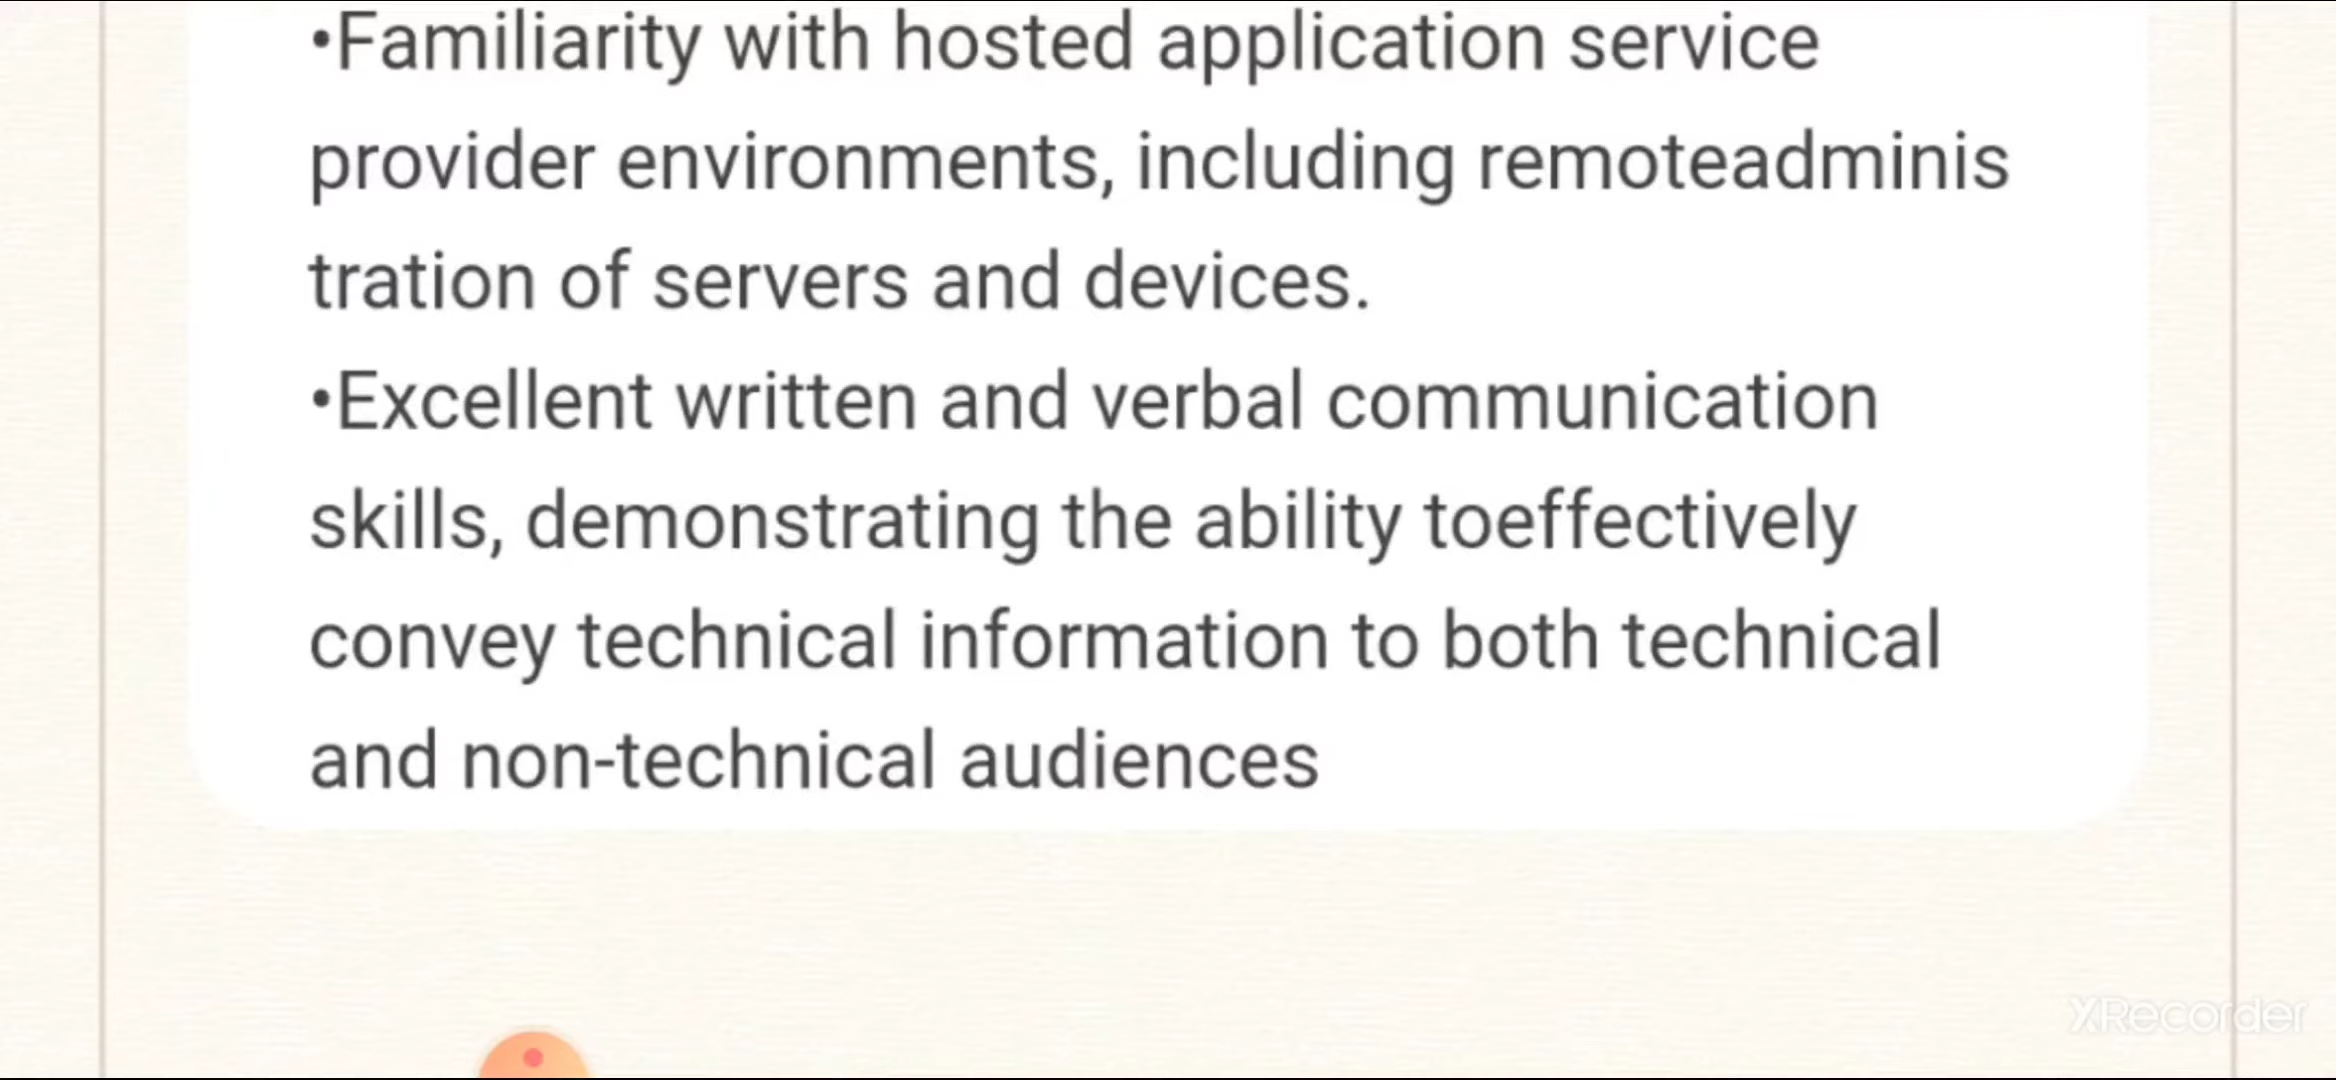 •Familiarity with hosted application service
provider environments, including remoteadminis
tration of servers and devices.
•Excellent written and verbal communication
skills, demonstrating the ability toeffectively
convey technical information to both technical
and non-technical audiences
XRecorder